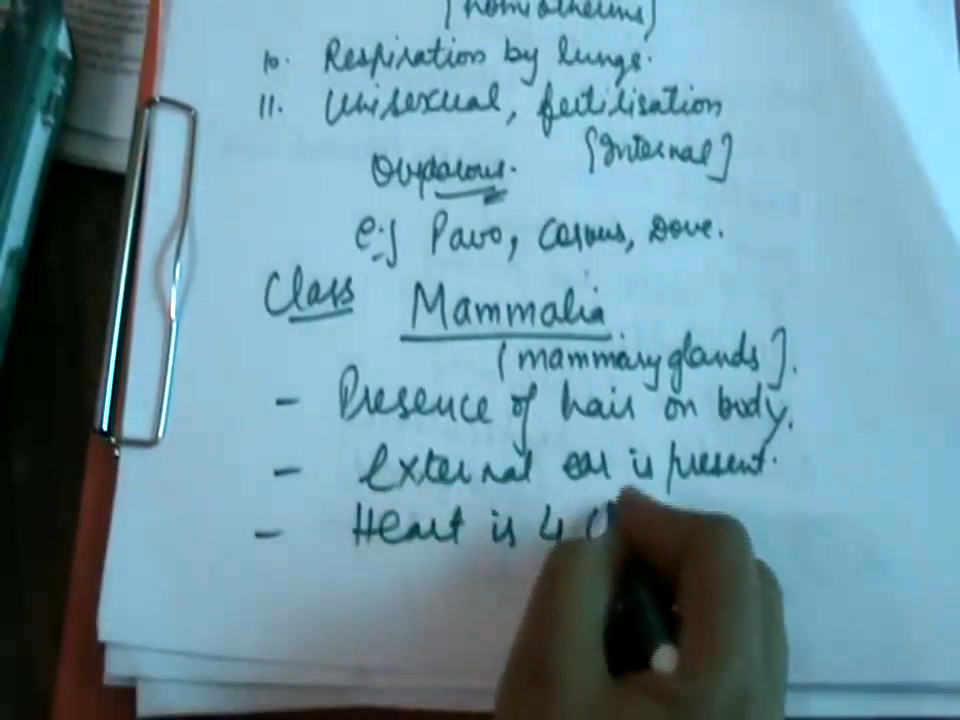 [homiotherms]
10. Respiration by lungs.
11. Unisexual, fertilisation
[Internal]
Oviparous.
e.g Pavo, Corvus, Dove.
Class Mammalia
[mammary glands].
- Presence of hair on body.
- External ear is present.
- Heart is 4